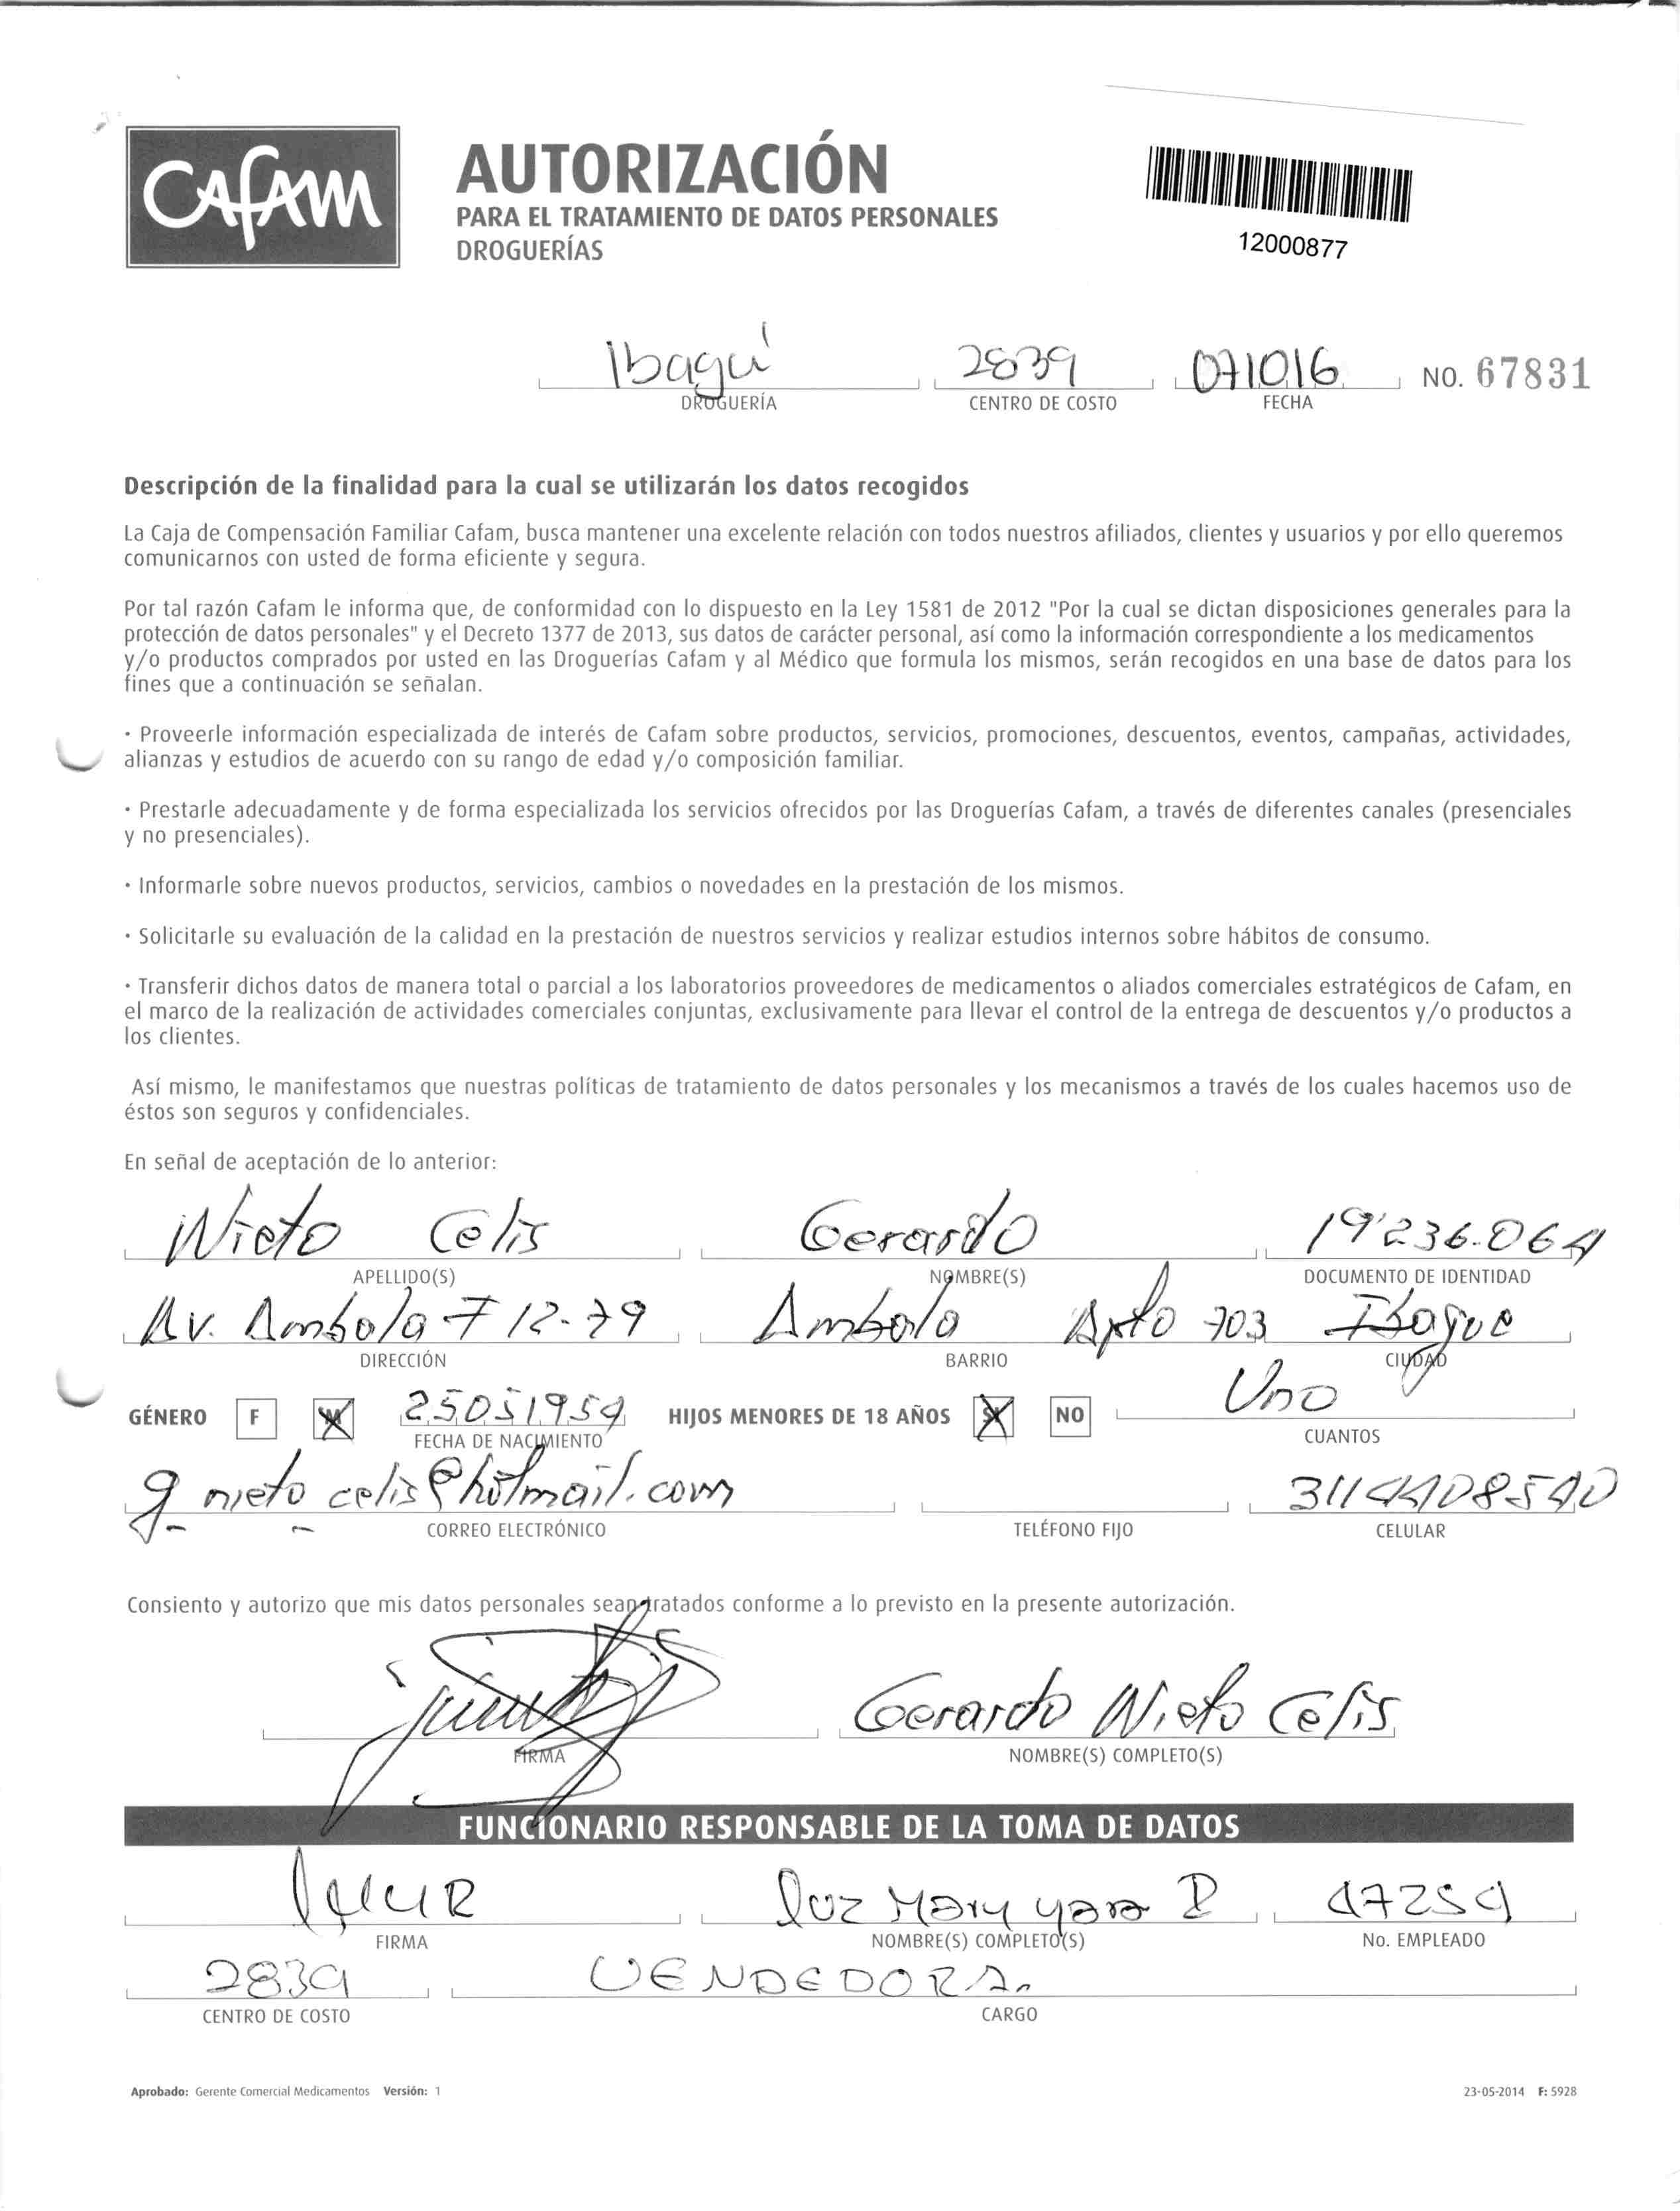 CAFAM
AUTORIZACIÓN
PARA EL TRATAMIENTO DE DATOS PERSONALES
DROGUERÍAS
12000877
Ibagué 2839 071016 NO. 67831
DROGUERÍA CENTRO DE COSTO FECHA
Descripción de la finalidad para la cual se utilizarán los datos recogidos
La Caja de Compensación Familiar Cafam, busca mantener una excelente relación con todos nuestros afiliados, clientes y usuarios y por ello queremos
comunicarnos con usted de forma eficiente y segura.
Por tal razón Cafam le informa que, de conformidad con lo dispuesto en la Ley 1581 de 2012 "Por la cual se dictan disposiciones generales para la
protección de datos personales" y el Decreto 1377 de 2013, sus datos de carácter personal, así como la información correspondiente a los medicamentos
y/o productos comprados por usted en las Droguerías Cafam y al Médico que formula los mismos, serán recogidos en una base de datos para los
fines que a continuación se señalan.
· Proveerle información especializada de interés de Cafam sobre productos, servicios, promociones, descuentos, eventos, campañas, actividades,
alianzas y estudios de acuerdo con su rango de edad y/o composición familiar.
· Prestarle adecuadamente y de forma especializada los servicios ofrecidos por las Droguerías Cafam, a través de diferentes canales (presenciales
y no presenciales).
· Informarle sobre nuevos productos, servicios, cambios o novedades en la prestación de los mismos.
· Solicitarle su evaluación de la calidad en la prestación de nuestros servicios y realizar estudios internos sobre hábitos de consumo.
· Transferir dichos datos de manera total o parcial a los laboratorios proveedores de medicamentos o aliados comerciales estratégicos de Cafam, en
el marco de la realización de actividades comerciales conjuntas, exclusivamente para llevar el control de la entrega de descuentos y/o productos a
los clientes.
Así mismo, le manifestamos que nuestras políticas de tratamiento de datos personales y los mecanismos a través de los cuales hacemos uso de
éstos son seguros y confidenciales.
En señal de aceptación de lo anterior:
Nieto Celis Gerardo 19'236.064
APELLIDO(S) NOMBRE(S) DOCUMENTO DE IDENTIDAD
Av. Ambala # 12-79 Ambala Apto 703 Ibague
DIRECCIÓN BARRIO CIUDAD
GÉNERO F M 25051954 HIJOS MENORES DE 18 AÑOS SI NO Uno
FECHA DE NACIMIENTO CUANTOS
g_nieto_celis@hotmail.com 3114408540
CORREO ELECTRÓNICO TELÉFONO FIJO CELULAR
Consiento y autorizo que mis datos personales sean tratados conforme a lo previsto en la presente autorización.
Gerardo Nieto Celis
FIRMA NOMBRE(S) COMPLETO(S)
FUNCIONARIO RESPONSABLE DE LA TOMA DE DATOS
Luz Mary Yara P 47259
FIRMA NOMBRE(S) COMPLETO(S) No. EMPLEADO
2839 VENDEDORA.
CENTRO DE COSTO CARGO
Aprobado: Gerente Comercial Medicamentos Versión: 1 23-05-2014 F: 5928